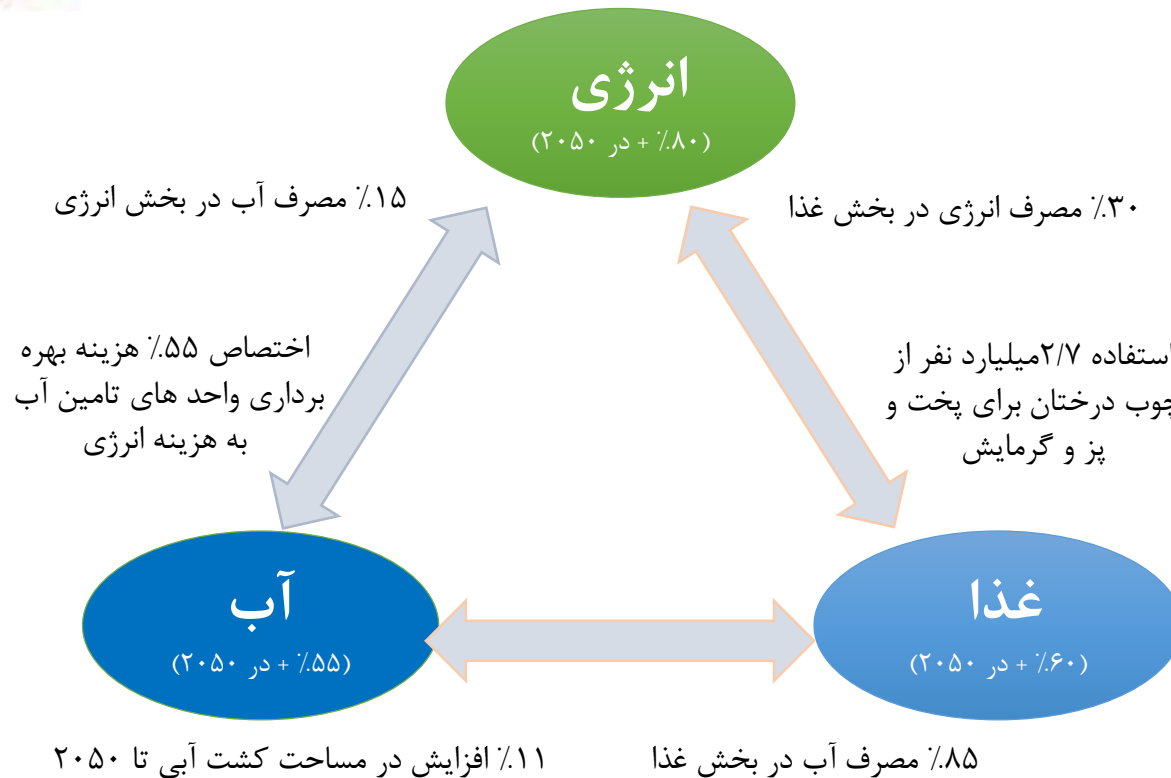 انرژی
(۸۰٪ + در ۲۰۵۰)
۳۰٪ مصرف انرژی در بخش غذا
۱۵٪ مصرف آب در بخش انرژی
استفاده ۲/۷میلیارد نفر از
چوب درختان برای پخت و
پز و گرمایش
اختصاص ۵۵٪ هزینه بهره
برداری واحد های تامین آب
به هزینه انرژی
غذا
(۶۰٪ + در ۲۰۵۰)
آب
(۵۵٪ + در ۲۰۵۰)
۸۵٪ مصرف آب در بخش غذا
۱۱٪ افزایش در مساحت کشت آبی تا ۲۰۵۰